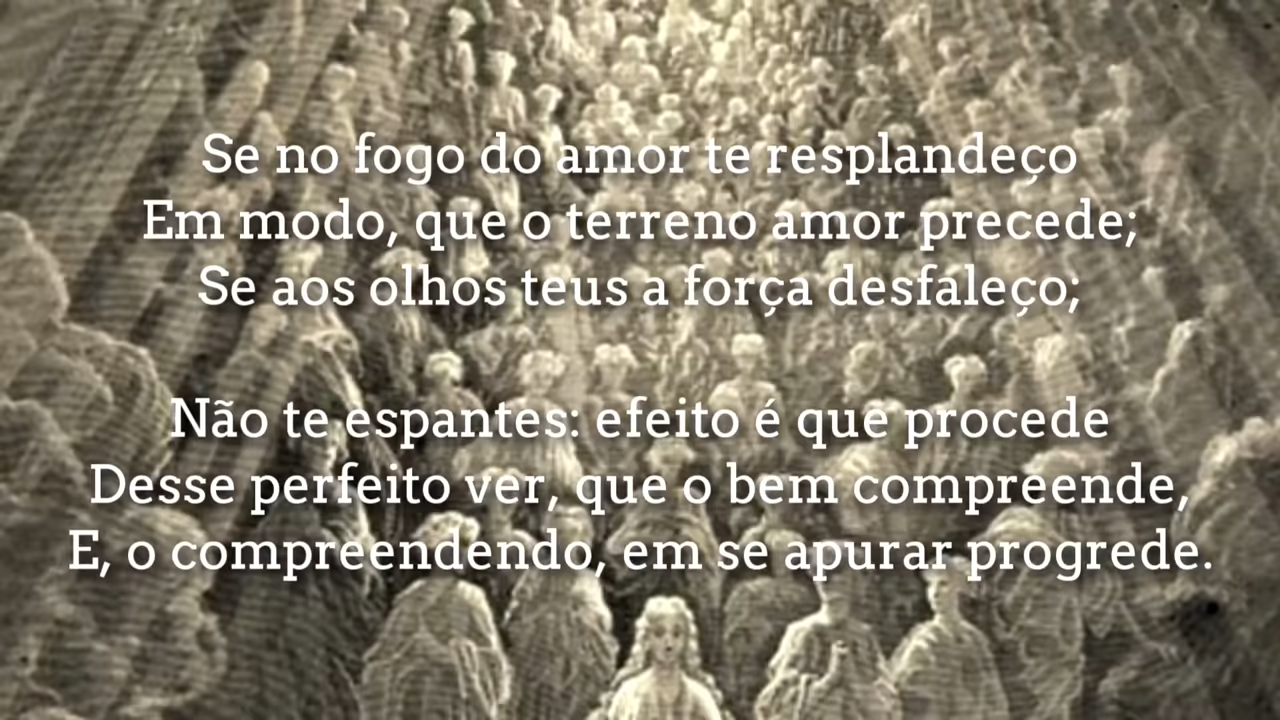 Se no fogo do amor te resplandeço
Em modo, que o terreno amor precede;
Se aos olhos teus a força desfaleço;
Não te espantes: efeito é que procede
Desse perfeito ver, que o bem compreende,
E, o compreendendo, em se apurar progrede.